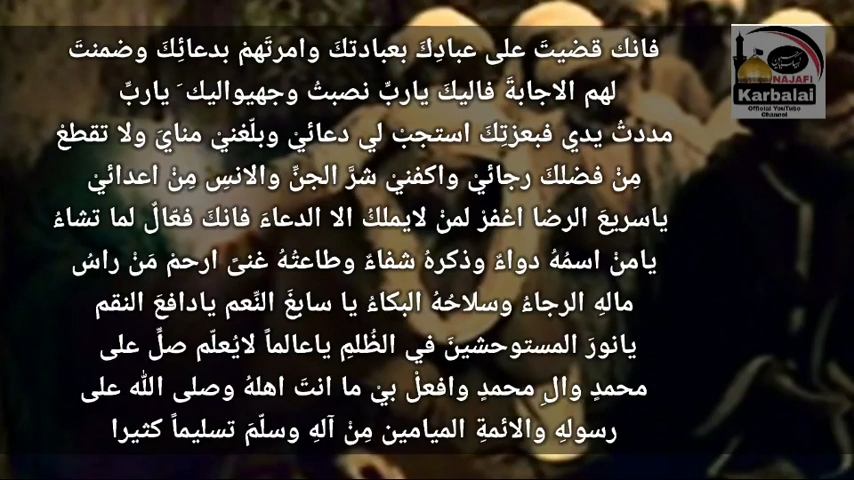 فانك قضيتَ على عبادِكَ بعبادتكَ وامرتَهمْ بدعائِكَ وضمنتَ
لهم الاجابةَ فاليكَ ياربِّ نصبتُ وجهيواليك َ ياربِّ
مددتُ يدي فبعزتِكَ استجبْ لي دعائيْ وبلّغنيْ منايَ ولا تقطعْ
مِنْ فضلكَ رجائيْ واكفنيْ شرَّ الجنِّ والانسِ مِنْ اعدائيْ
ياسريعَ الرضا اغفرْ لمنْ لايملكُ الا الدعاءَ فانكَ فعّالٌ لما تشاءُ
يامنْ اسمُهُ دواءٌ وذكرهُ شفاءٌ وطاعتُهُ غنىً ارحمْ مَنْ راسُ
مالهِ الرجاءُ وسلاحُهُ البكاءُ يا سابغَ النِّعم يادافعَ النقم
يانورَ المستوحشينَ في الظُلمِ ياعالماً لايُعلّم صلِّ على
محمدٍ والِ محمدٍ وافعلْ بيْ ما انتَ اهلهُ وصلى الله على
رسولهِ والائمةِ الميامين مِنْ آلهِ وسلّمَ تسليماً كثيرا
NAJAFI
Karbalai
Official YouTube
Channel